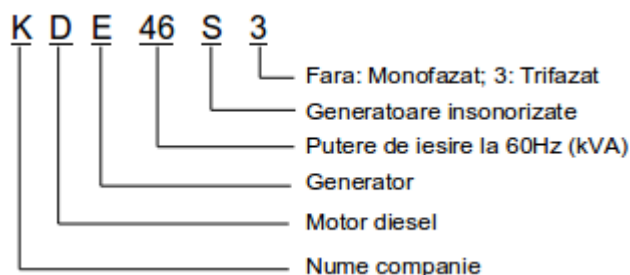 K D E 46 S 3
Fara: Monofazat; 3: Trifazat
Generatoare insonorizate
Putere de iesire la 60Hz (kVA)
Generator
Motor diesel
Nume companie